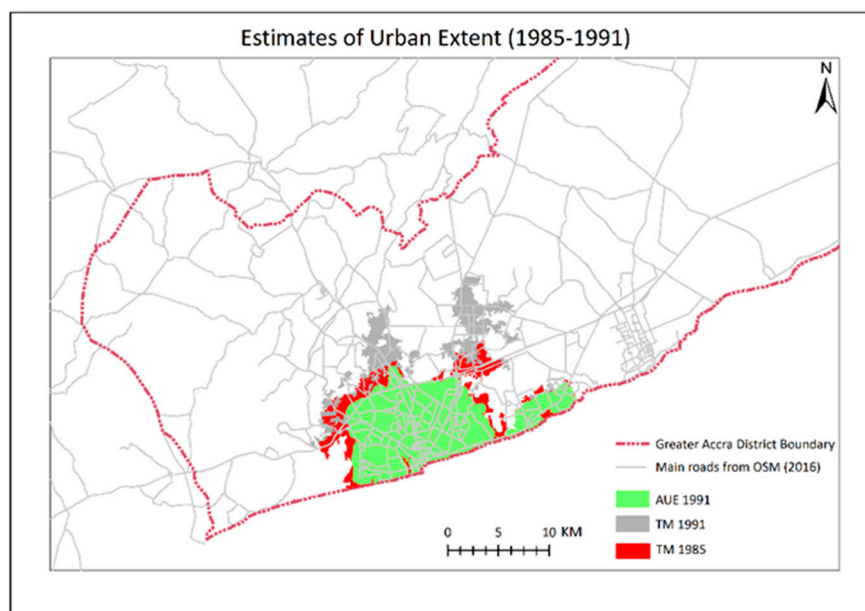 Estimates of Urban Extent (1985-1991)
N
Greater Accra District Boundary
Main roads from OSM (2016)
AUE 1991
TM 1991
TM 1985
0 5 10 KM